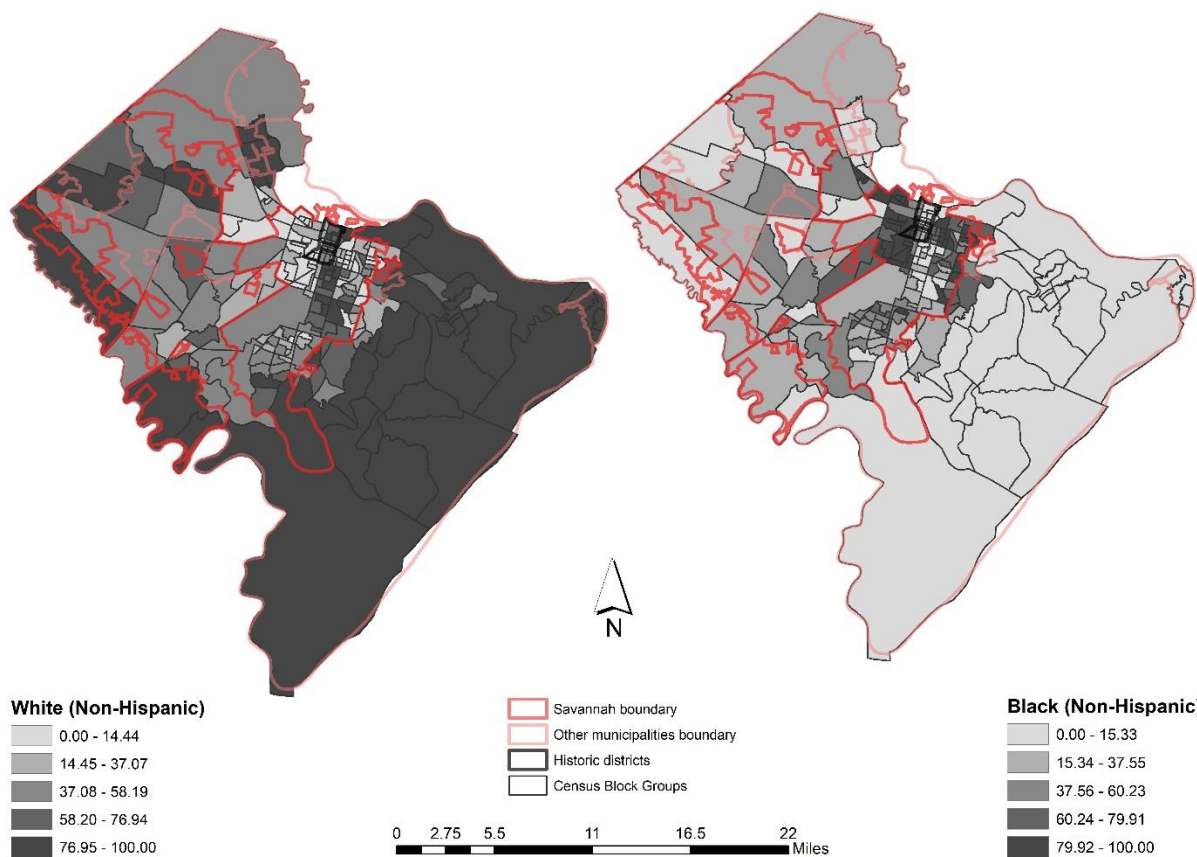 N
White (Non-Hispanic)
0.00 - 14.44
14.45 - 37.07
37.08 - 58.19
58.20 - 76.94
76.95 - 100.00
Savannah boundary
Other municipalities boundary
Historic districts
Census Block Groups
0 2.75 5.5 11 16.5 22
Miles
Black (Non-Hispanic)
0.00 - 15.33
15.34 - 37.55
37.56 - 60.23
60.24 - 79.91
79.92 - 100.00